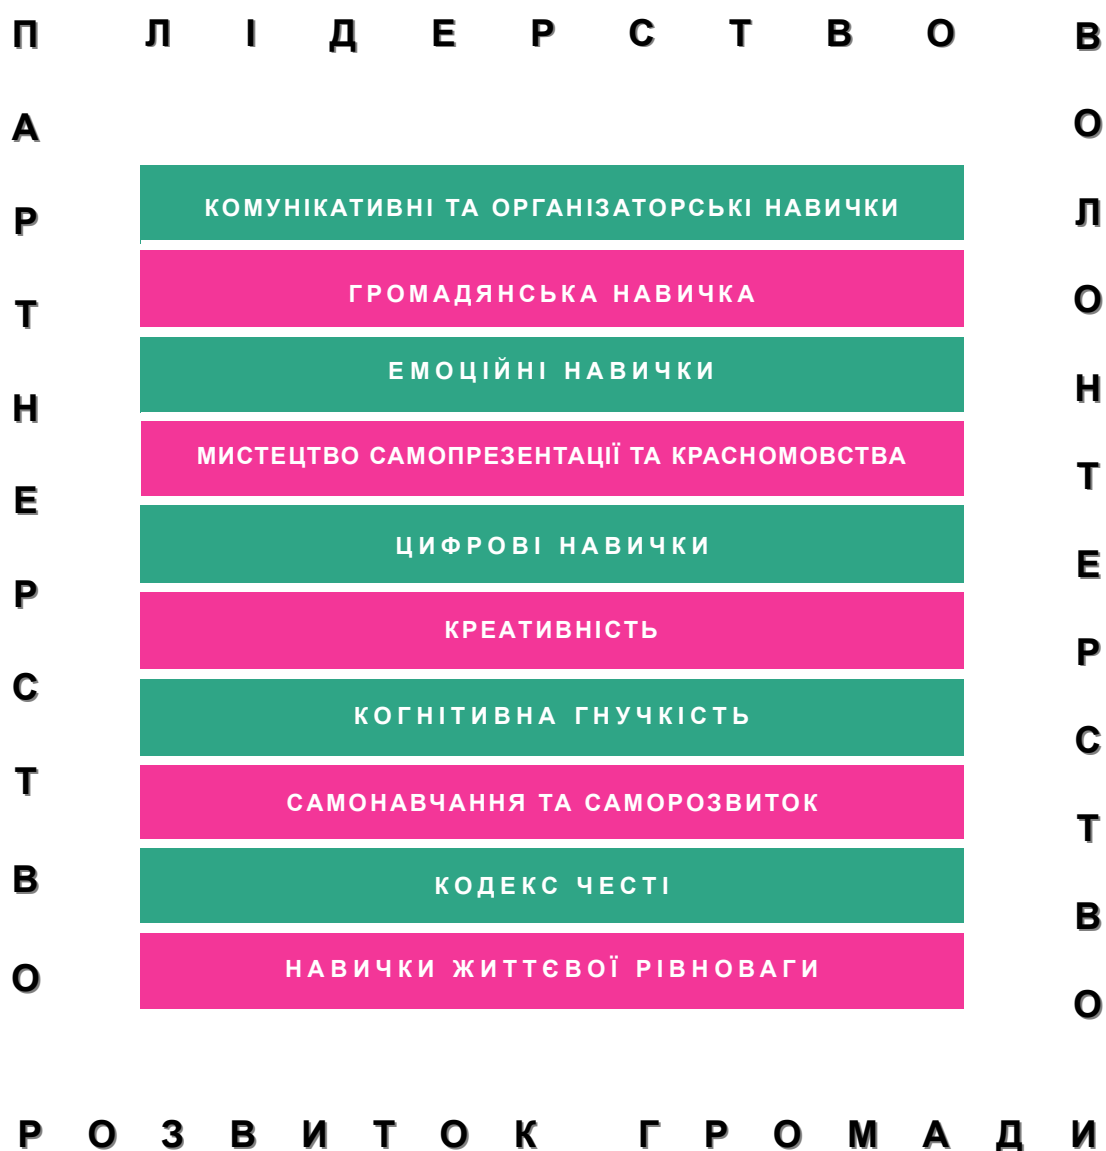 ЛІДЕРСТВО
ПАРТНЕРСТВО
ВОЛОНТЕРСТВО
КОМУНІКАТИВНІ ТА ОРГАНІЗАТОРСЬКІ НАВИЧКИ
ГРОМАДЯНСЬКА НАВИЧКА
ЕМОЦІЙНІ НАВИЧКИ
МИСТЕЦТВО САМОПРЕЗЕНТАЦІЇ ТА КРАСНОМОВСТВА
ЦИФРОВІ НАВИЧКИ
КРЕАТИВНІСТЬ
КОГНІТИВНА ГНУЧКІСТЬ
САМОНАВЧАННЯ ТА САМОРОЗВИТОК
КОДЕКС ЧЕСТІ
НАВИЧКИ ЖИТТЄВОЇ РІВНОВАГИ
РОЗВИТОК ГРОМАДИ